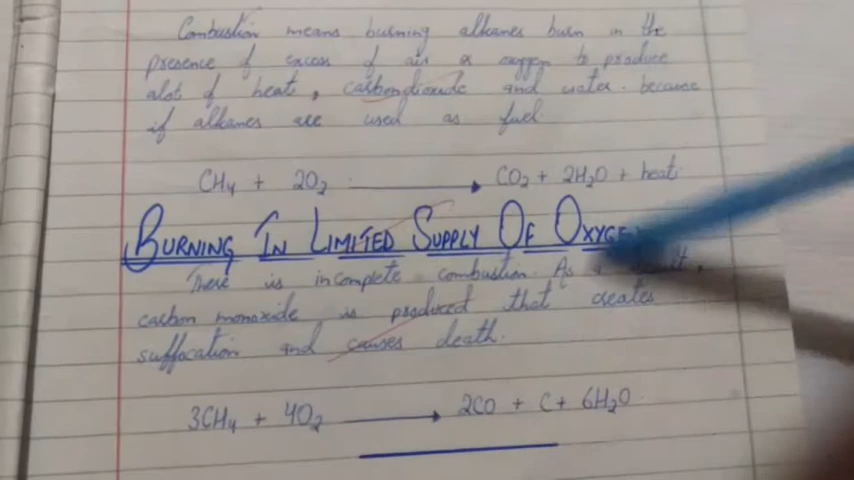 Combustion means burning alkanes burn in the
presence of excess of air or oxygen to produce
alot of heat, carbondioxide and water. because
if alkanes are used as fuel
CH₄ + 2O₂ → CO₂ + 2H₂O + heat
BURNING IN LIMITED SUPPLY OF
There is incomplete combustion. As
carbon monoxide is produced that creates
suffocation and causes death.
3CH₄ + 4O₂ → 2CO + C + 6H₂O